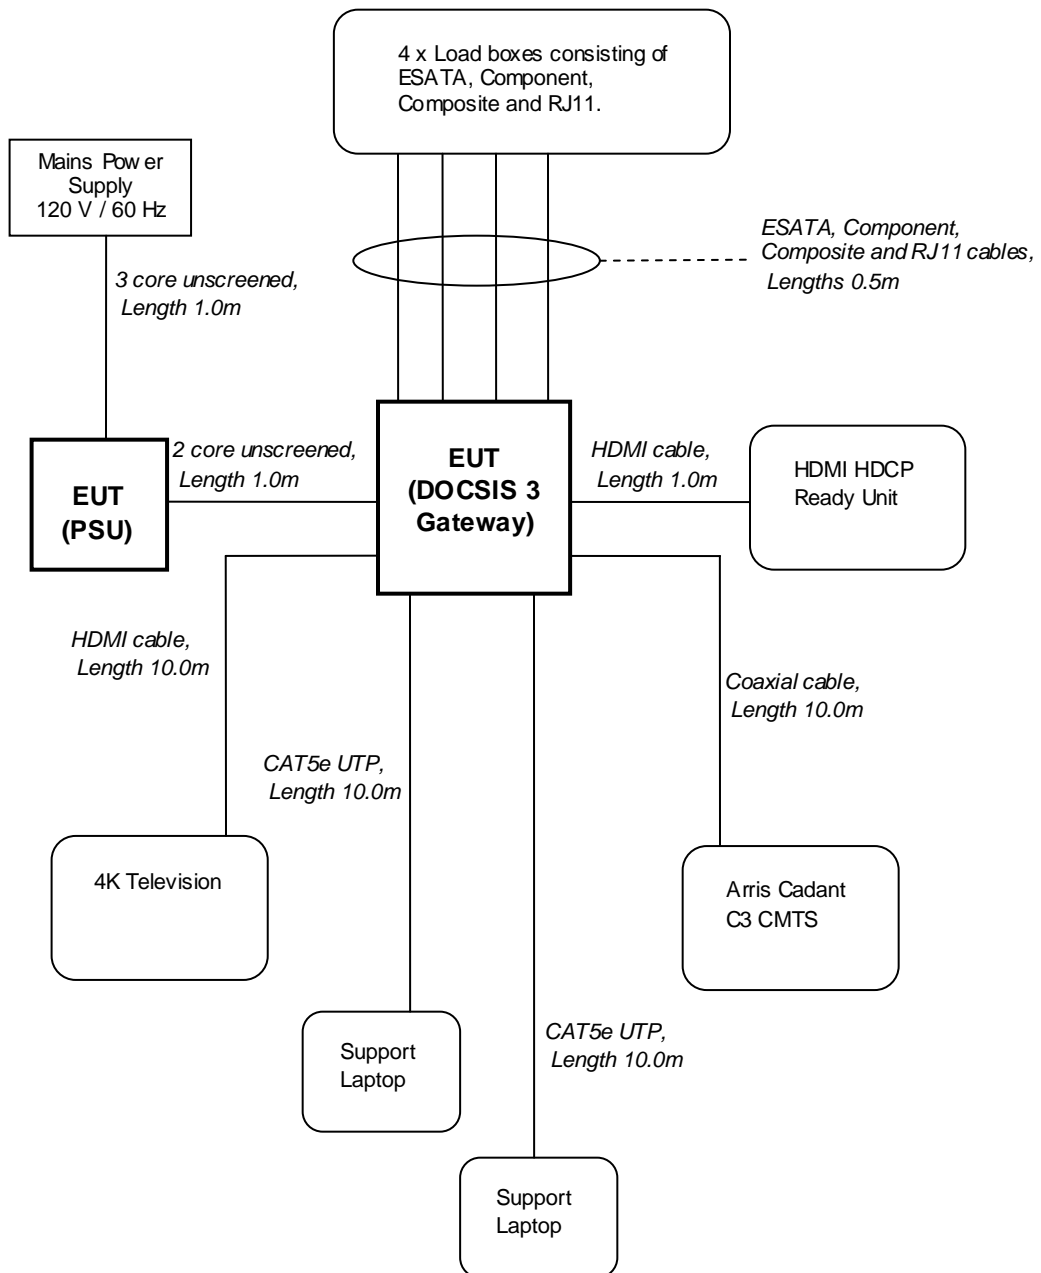 4 x Load boxes consisting of
ESATA, Component,
Composite and RJ11.
Mains Power
Supply
120 V / 60 Hz
ESATA, Component,
Composite and RJ11 cables,
Lengths 0.5m
3 core unscreened,
Length 1.0m
2 core unscreened,
Length 1.0m
EUT
(DOCSIS 3
Gateway)
HDMI cable,
Length 1.0m
HDMI HDCP
Ready Unit
EUT
(PSU)
HDMI cable,
Length 10.0m
Coaxial cable,
Length 10.0m
CAT5e UTP,
Length 10.0m
4K Television
Arris Cadant
C3 CMTS
Support
Laptop
CAT5e UTP,
Length 10.0m
Support
Laptop